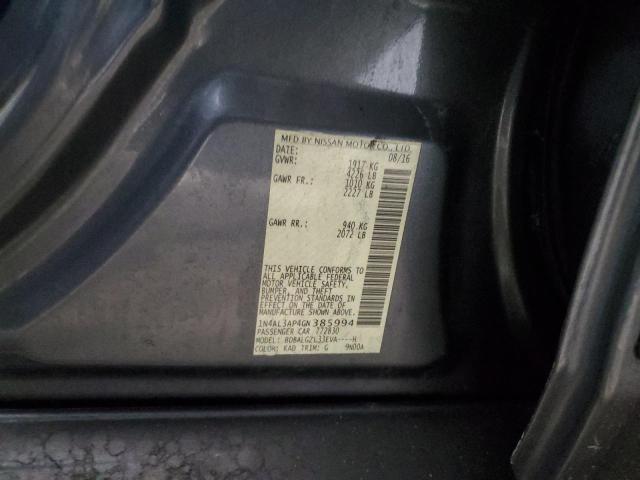 MFD BY NISSAN MOTOR CO., LTD.
DATE: 08/16
GVWR: 1917 KG
4226 LB
GAWR FR.: 1010 KG
2227 LB
GAWR RR.: 940 KG
2072 LB
THIS VEHICLE CONFORMS TO
ALL APPLICABLE FEDERAL
MOTOR VEHICLE SAFETY,
BUMPER, AND THEFT
PREVENTION STANDARDS IN
EFFECT ON THE DATE OF
MANUFACTURE SHOWN ABOVE.
1N4AL3AP4GN385994
PASSENGER CAR 772830
MODEL: BDBALGZL33EVA----H
COLOR: KAD TRIM: G 9N00A